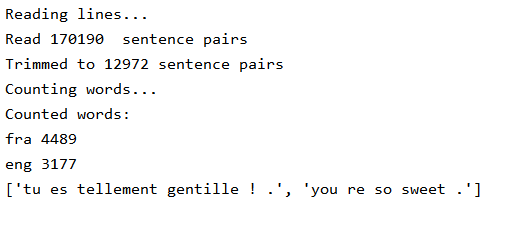 Reading lines...
Read 170190  sentence pairs
Trimmed to 12972 sentence pairs
Counting words...
Counted words:
fra 4489
eng 3177
['tu es tellement gentille ! .', 'you re so sweet .']